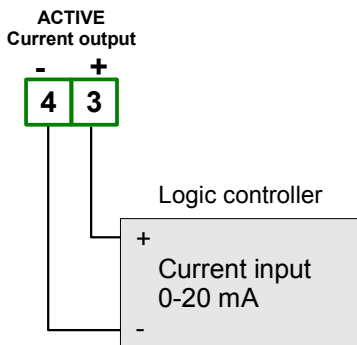 ACTIVE
Current output
- +
4 3
Logic controller
+
Current input
0-20 mA
-